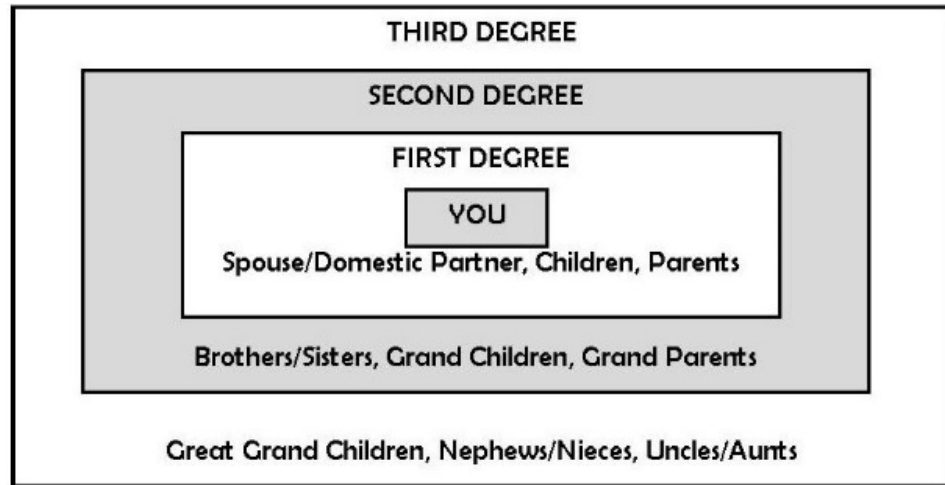 THIRD DEGREE
SECOND DEGREE
FIRST DEGREE
YOU
Spouse/Domestic Partner, Children, Parents
Brothers/Sisters, Grand Children, Grand Parents
Great Grand Children, Nephews/Nieces, Uncles/Aunts